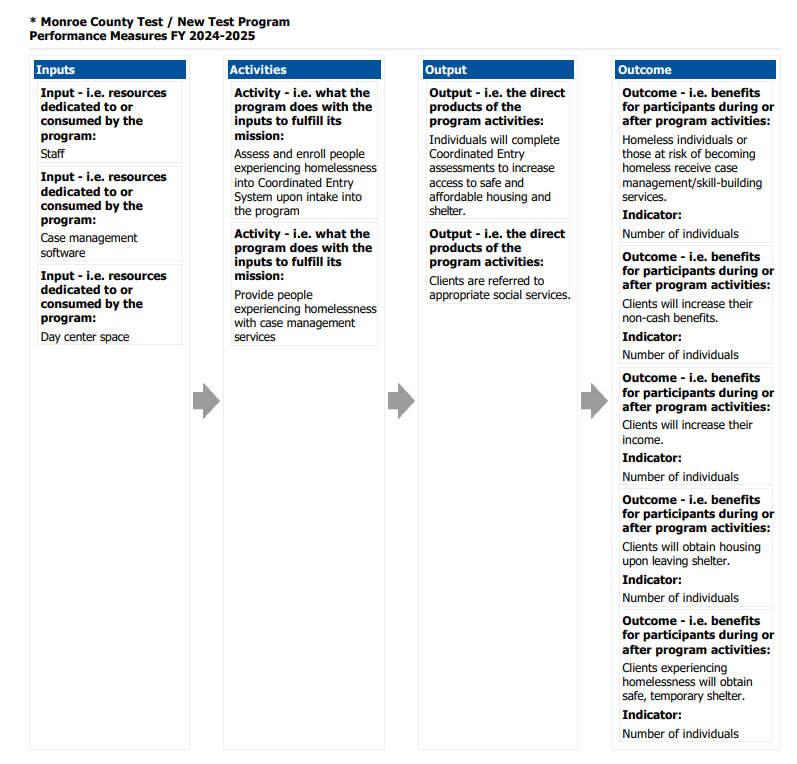 * Monroe County Test / New Test Program
Performance Measures FY 2024-2025
Inputs
Input - i.e. resources
dedicated to or
consumed by the
program:
Staff
Input - i.e. resources
dedicated to or
consumed by the
program:
Case management
software
Input - i.e. resources
dedicated to or
consumed by the
program:
Day center space
Activities
Activity - i.e. what the
program does with the
inputs to fulfill its
mission:
Assess and enroll people
experiencing homelessness
into Coordinated Entry
System upon intake into
the program
Activity - i.e. what the
program does with the
inputs to fulfill its
mission:
Provide people
experiencing homelessness
with case management
services
Output
Output - i.e. the direct
products of the
program activities:
Individuals will complete
Coordinated Entry
assessments to increase
access to safe and
affordable housing and
shelter.
Output - i.e. the direct
products of the
program activities:
Clients are referred to
appropriate social services.
Outcome
Outcome - i.e. benefits
for participants during or
after program activities:
Homeless individuals or
those at risk of becoming
homeless receive case
management/skill-building
services.
Indicator:
Number of individuals
Outcome - i.e. benefits
for participants during or
after program activities:
Clients will increase their
non-cash benefits.
Indicator:
Number of individuals
Outcome - i.e. benefits
for participants during or
after program activities:
Clients will increase their
income.
Indicator:
Number of individuals
Outcome - i.e. benefits
for participants during or
after program activities:
Clients will obtain housing
upon leaving shelter.
Indicator:
Number of individuals
Outcome - i.e. benefits
for participants during or
after program activities:
Clients experiencing
homelessness will obtain
safe, temporary shelter.
Indicator:
Number of individuals